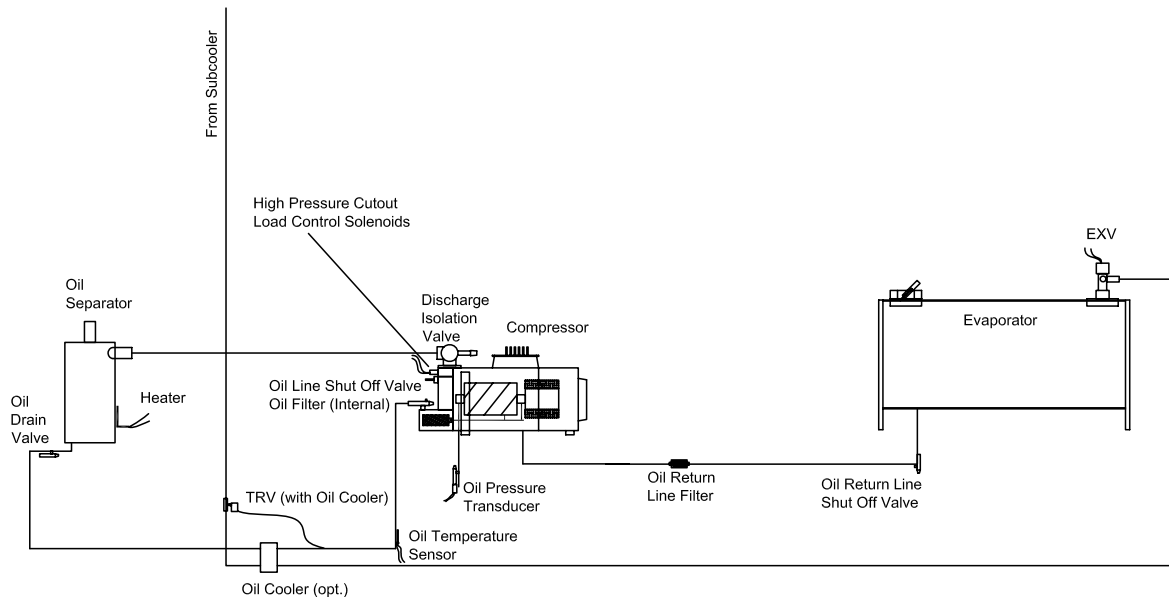 From Subcooler
High Pressure Cutout
Load Control Solenoids
EXV
Oil
Separator
Discharge
Isolation
Valve
Compressor
Evaporator
Oil Line Shut Off Valve
Oil Filter (Internal)
Oil
Drain
Valve
Heater
Oil Return
Line Filter
Oil Return Line
Shut Off Valve
Oil Pressure
Transducer
TRV (with Oil Cooler)
Oil Temperature
Sensor
Oil Cooler (opt.)